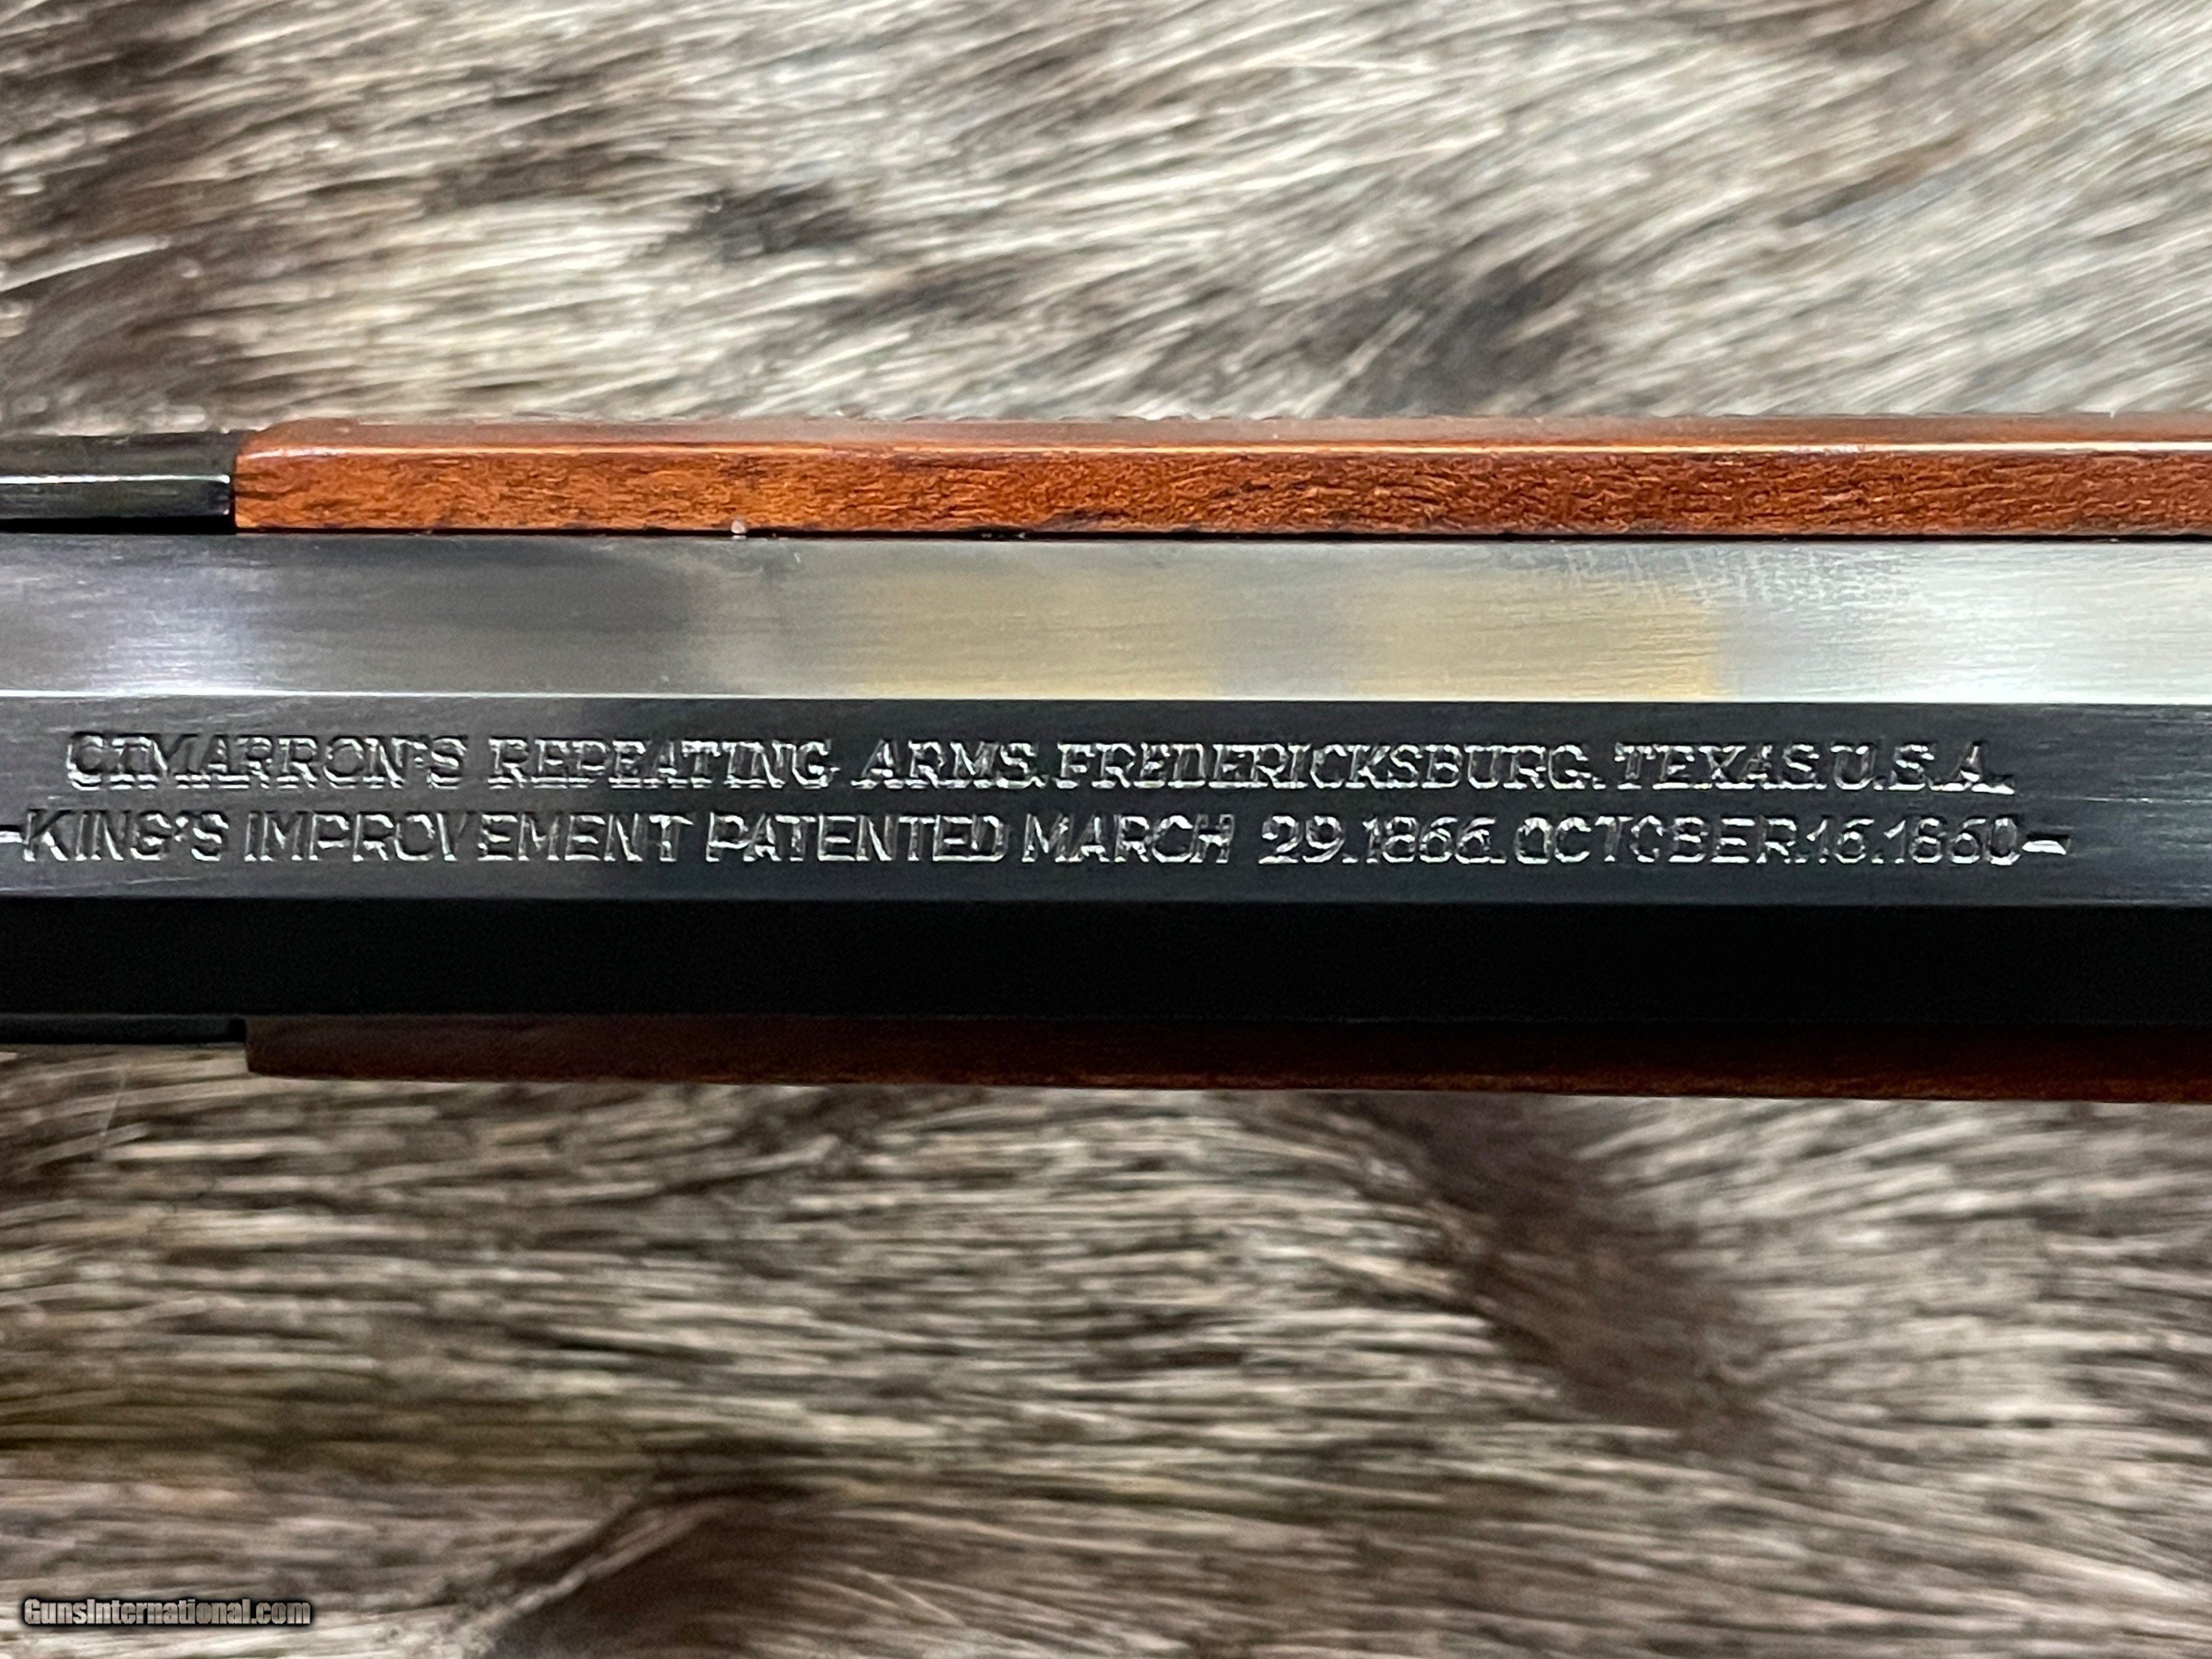 CIMARRON'S REPEATING ARMS. FREDERICKSBURG. TEXAS. U.S.A.
-KING'S IMPROVEMENT PATENTED MARCH 29. 1866. OCTOBER. 16. 1860-
GunsInternational.com